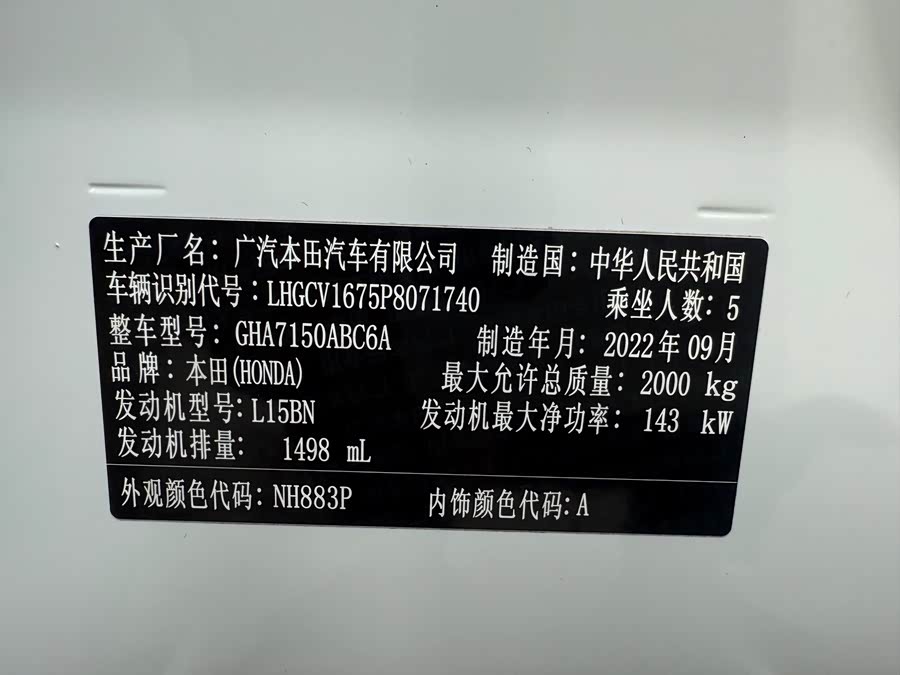 生产厂名：广汽本田汽车有限公司 制造国：中华人民共和国
车辆识别代号：LHGCV1675P8071740 乘坐人数：5
整车型号：GHA7150ABC6A 制造年月：2022年09月
品牌：本田(HONDA) 最大允许总质量：2000 kg
发动机型号：L15BN 发动机最大净功率：143 kW
发动机排量：1498 mL
外观颜色代码：NH883P 内饰颜色代码：A